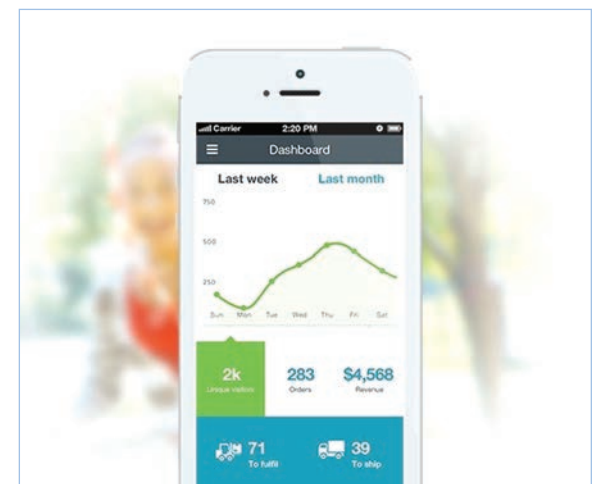 Carrier 2:20 PM
Dashboard
Last week Last month
750
500
250
Sun Mon Tue Wed Thu Fri Sat
2k 283 $4,568
Unique visitors Orders Revenue
71 39
To fulfil To ship